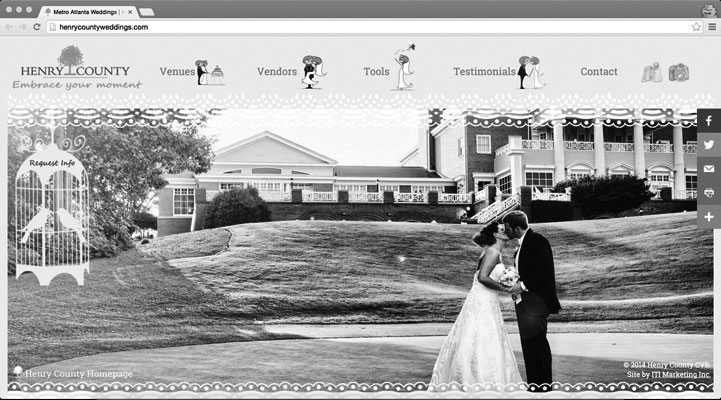 Metro Atlanta Weddings | H
henrycountyweddings.com
HENRY COUNTY
Embrace your moment
Venues
Vendors
Tools
Testimonials
Contact
Request Info
Henry County Homepage
© 2014 Henry County CVB
Site by ITI Marketing Inc.